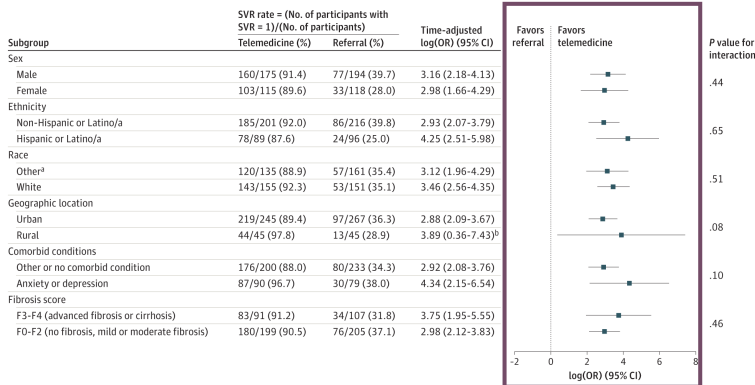 Subgroup SVR rate = (No. of participants with SVR = 1)/(No. of participants) Time-adjusted log(OR) (95% CI) Favors referral Favors telemedicine P value for interaction
Telemedicine (%) Referral (%)
Sex
Male 160/175 (91.4) 77/194 (39.7) 3.16 (2.18-4.13)
.44
Female 103/115 (89.6) 33/118 (28.0) 2.98 (1.66-4.29)
Ethnicity
Non-Hispanic or Latino/a 185/201 (92.0) 86/216 (39.8) 2.93 (2.07-3.79)
.65
Hispanic or Latino/a 78/89 (87.6) 24/96 (25.0) 4.25 (2.51-5.98)
Race
Otherᵃ 120/135 (88.9) 57/161 (35.4) 3.12 (1.96-4.29)
.51
White 143/155 (92.3) 53/151 (35.1) 3.46 (2.56-4.35)
Geographic location
Urban 219/245 (89.4) 97/267 (36.3) 2.88 (2.09-3.67)
.08
Rural 44/45 (97.8) 13/45 (28.9) 3.89 (0.36-7.43)ᵇ
Comorbid conditions
Other or no comorbid condition 176/200 (88.0) 80/233 (34.3) 2.92 (2.08-3.76)
.10
Anxiety or depression 87/90 (96.7) 30/79 (38.0) 4.34 (2.15-6.54)
Fibrosis score
F3-F4 (advanced fibrosis or cirrhosis) 83/91 (91.2) 34/107 (31.8) 3.75 (1.95-5.55)
.46
F0-F2 (no fibrosis, mild or moderate fibrosis) 180/199 (90.5) 76/205 (37.1) 2.98 (2.12-3.83)
-2 0 2 4 6 8
log(OR) (95% CI)